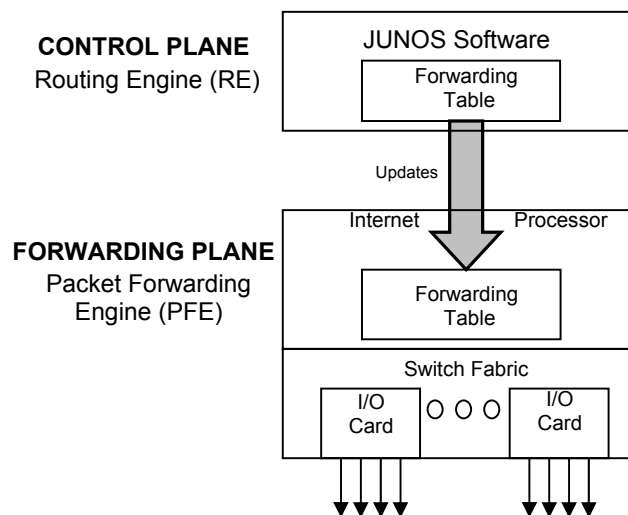 CONTROL PLANE
Routing Engine (RE)
JUNOS Software
Forwarding
Table
Updates
Internet Processor
FORWARDING PLANE
Packet Forwarding
Engine (PFE)
Forwarding
Table
Switch Fabric
I/O
Card
I/O
Card